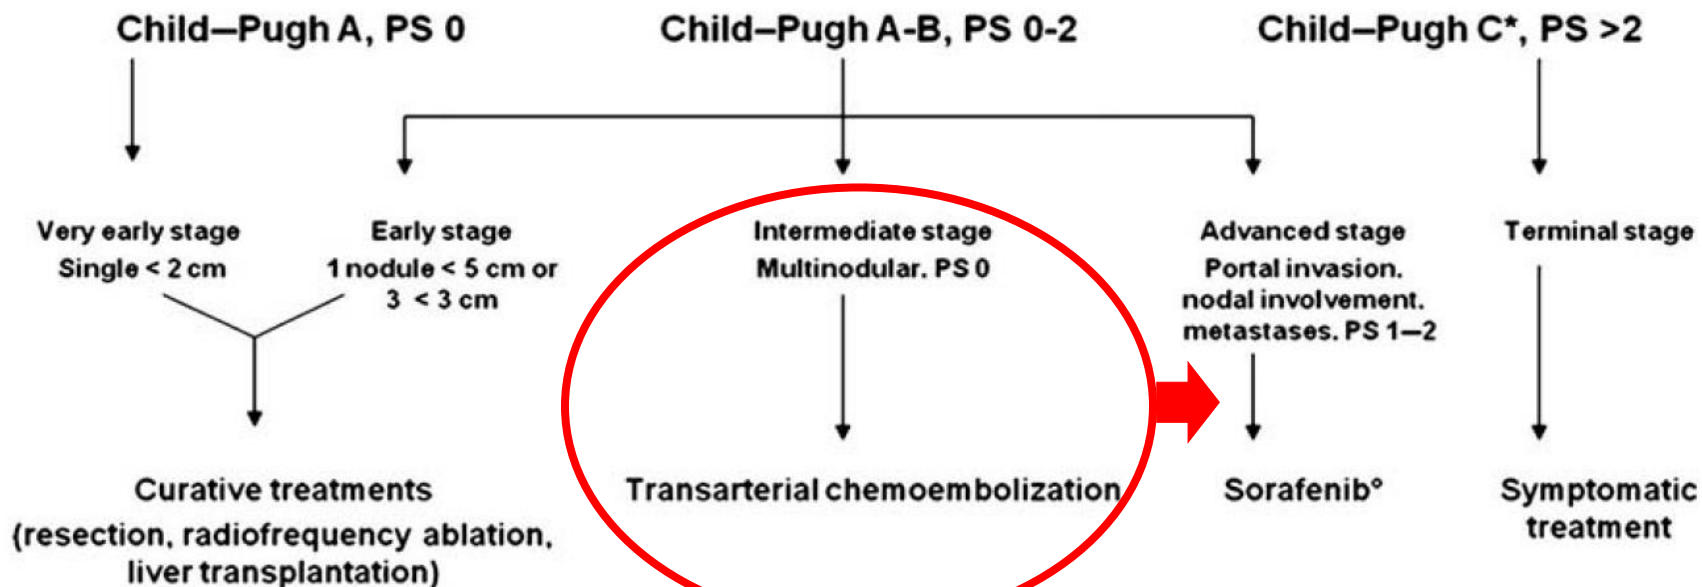 Child–Pugh A, PS 0
Child–Pugh A-B, PS 0-2
Child–Pugh C*, PS >2
Very early stage
Single < 2 cm
Early stage
1 nodule < 5 cm or
3 < 3 cm
Intermediate stage
Multinodular. PS 0
Advanced stage
Portal invasion.
nodal involvement.
metastases. PS 1–2
Terminal stage
Curative treatments
(resection, radiofrequency ablation,
liver transplantation)
Transarterial chemoembolization
Sorafenib°
Symptomatic
treatment